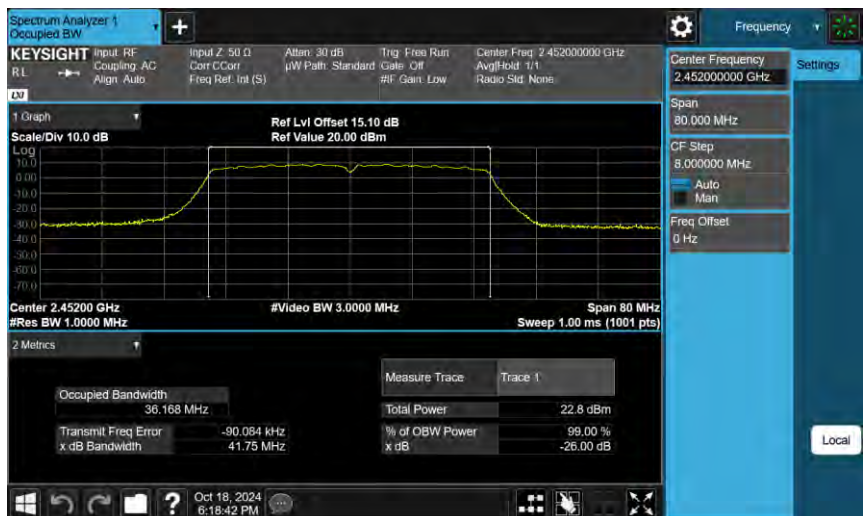 Spectrum Analyzer 1
Occupied BW
+
Frequency
KEYSIGHT
RL
LXI
Input: RF
Coupling: AC
Align: Auto
Input Z: 50 Ω
Corr CCorr
Freq Ref: Int (S)
Atten: 30 dB
µW Path: Standard
Trig: Free Run
Gate: Off
#IF Gain: Low
Center Freq: 2.452000000 GHz
Avg|Hold: 1/1
Radio Std: None
Center Frequency
2.452000000 GHz
Settings
Span
80.000 MHz
CF Step
8.000000 MHz
Auto
Man
Freq Offset
0 Hz
Local
1 Graph
Scale/Div 10.0 dB
Ref Lvl Offset 15.10 dB
Ref Value 20.00 dBm
Log
10.0
0.00
-10.0
-20.0
-30.0
-40.0
-50.0
-60.0
-70.0
Center 2.45200 GHz
#Video BW 3.0000 MHz
Span 80 MHz
#Res BW 1.0000 MHz
Sweep 1.00 ms (1001 pts)
2 Metrics
Measure Trace
Trace 1
Occupied Bandwidth
36.168 MHz
Total Power
22.8 dBm
Transmit Freq Error
-90.084 kHz
% of OBW Power
99.00 %
x dB Bandwidth
41.75 MHz
x dB
-26.00 dB
?
Oct 18, 2024
6:18:42 PM